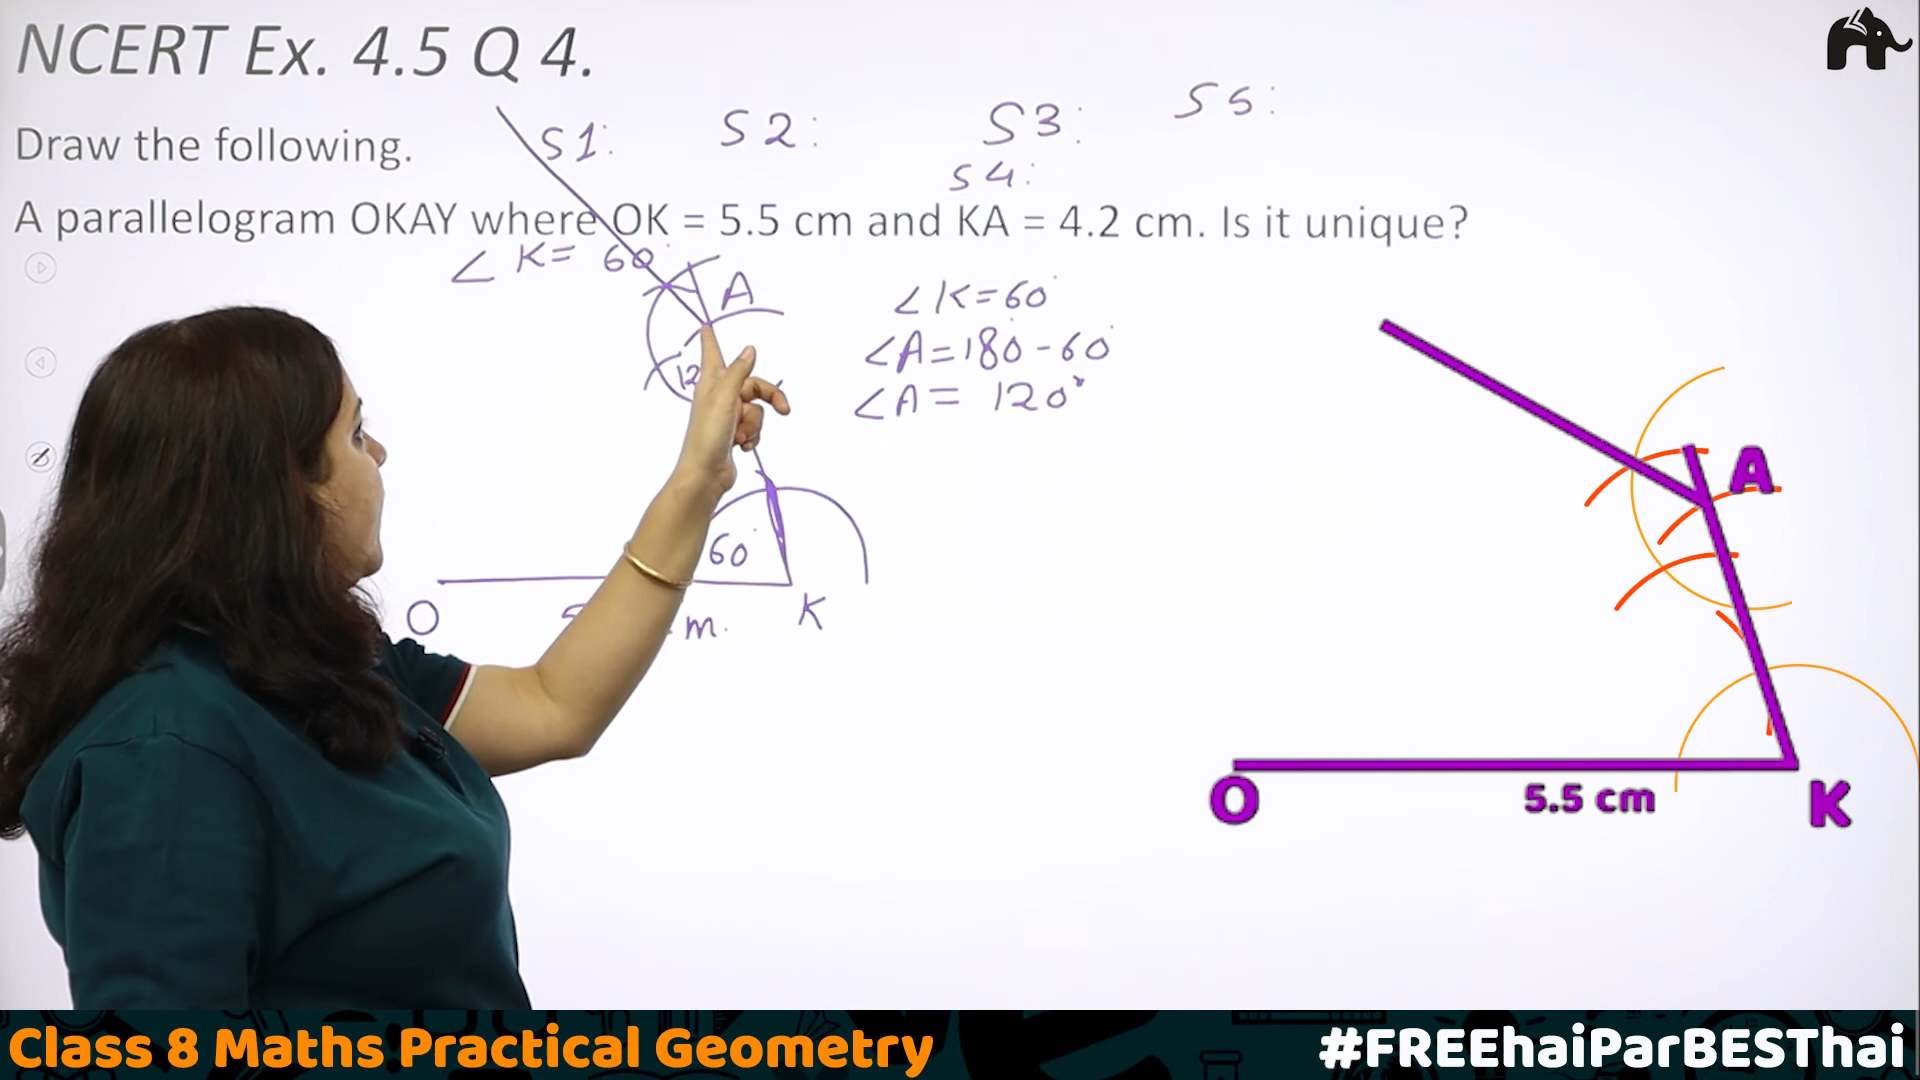 NCERT Ex. 4.5 Q 4.
S1: S2: S3: S5:
Draw the following.
S4:
A parallelogram OKAY where OK = 5.5 cm and KA = 4.2 cm. Is it unique?
∠ K= 60°
A
∠K=60°
∠A=180°-60°
∠A= 120°
A
60°
O
m.
K
O
5.5 cm
K
Class 8 Maths Practical Geometry
#FREEhaiParBESThai